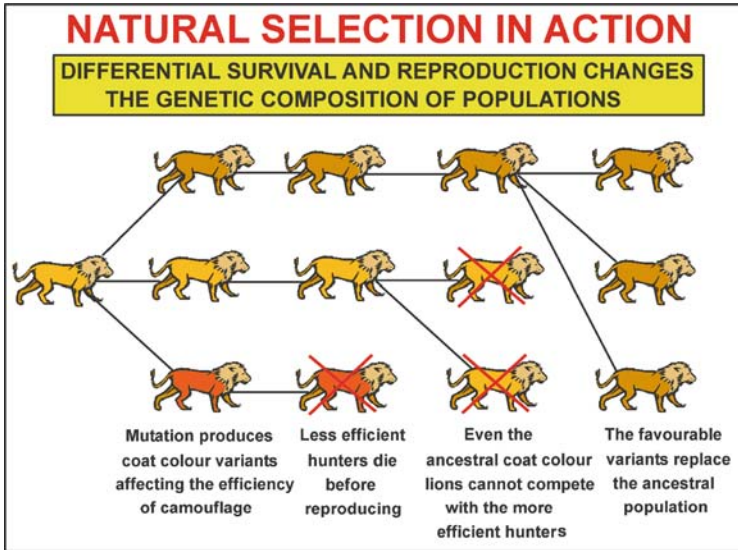 NATURAL SELECTION IN ACTION
DIFFERENTIAL SURVIVAL AND REPRODUCTION CHANGES
THE GENETIC COMPOSITION OF POPULATIONS
Mutation produces
coat colour variants
affecting the efficiency
of camouflage
Less efficient
hunters die
before
reproducing
Even the
ancestral coat colour
lions cannot compete
with the more
efficient hunters
The favourable
variants replace
the ancestral
population